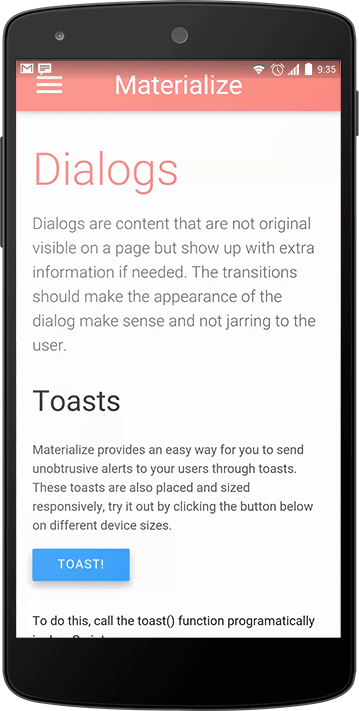 9:35
Materialize
Dialogs
Dialogs are content that are not original
visible on a page but show up with extra
information if needed. The transitions
should make the appearance of the
dialog make sense and not jarring to the
user.
Toasts
Materialize provides an easy way for you to send
unobtrusive alerts to your users through toasts.
These toasts are also placed and sized
responsively, try it out by clicking the button below
on different device sizes.
TOAST!
To do this, call the toast() function programatically